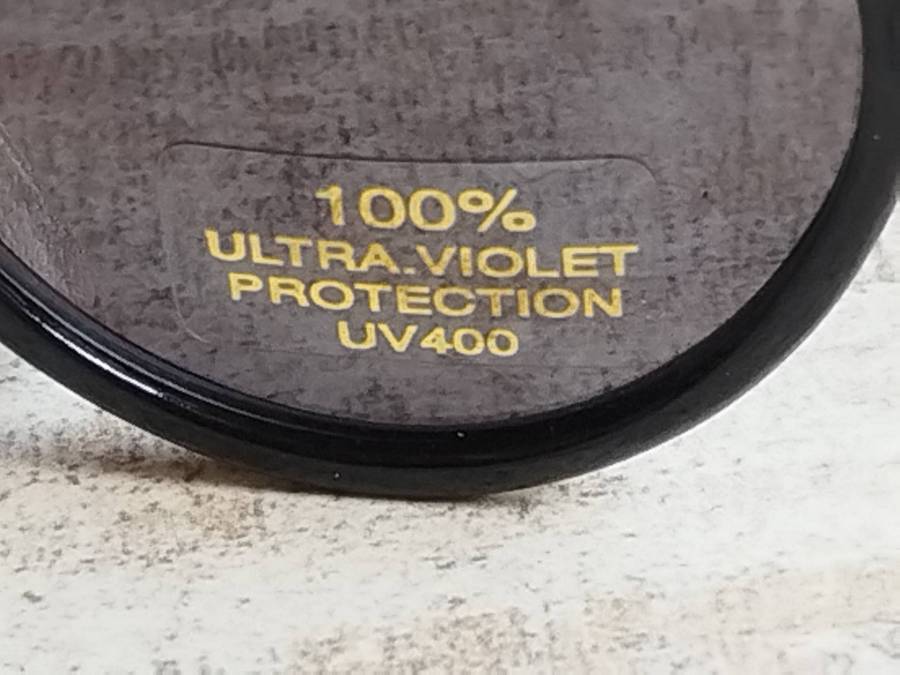 100%
ULTRA-VIOLET
PROTECTION
UV400